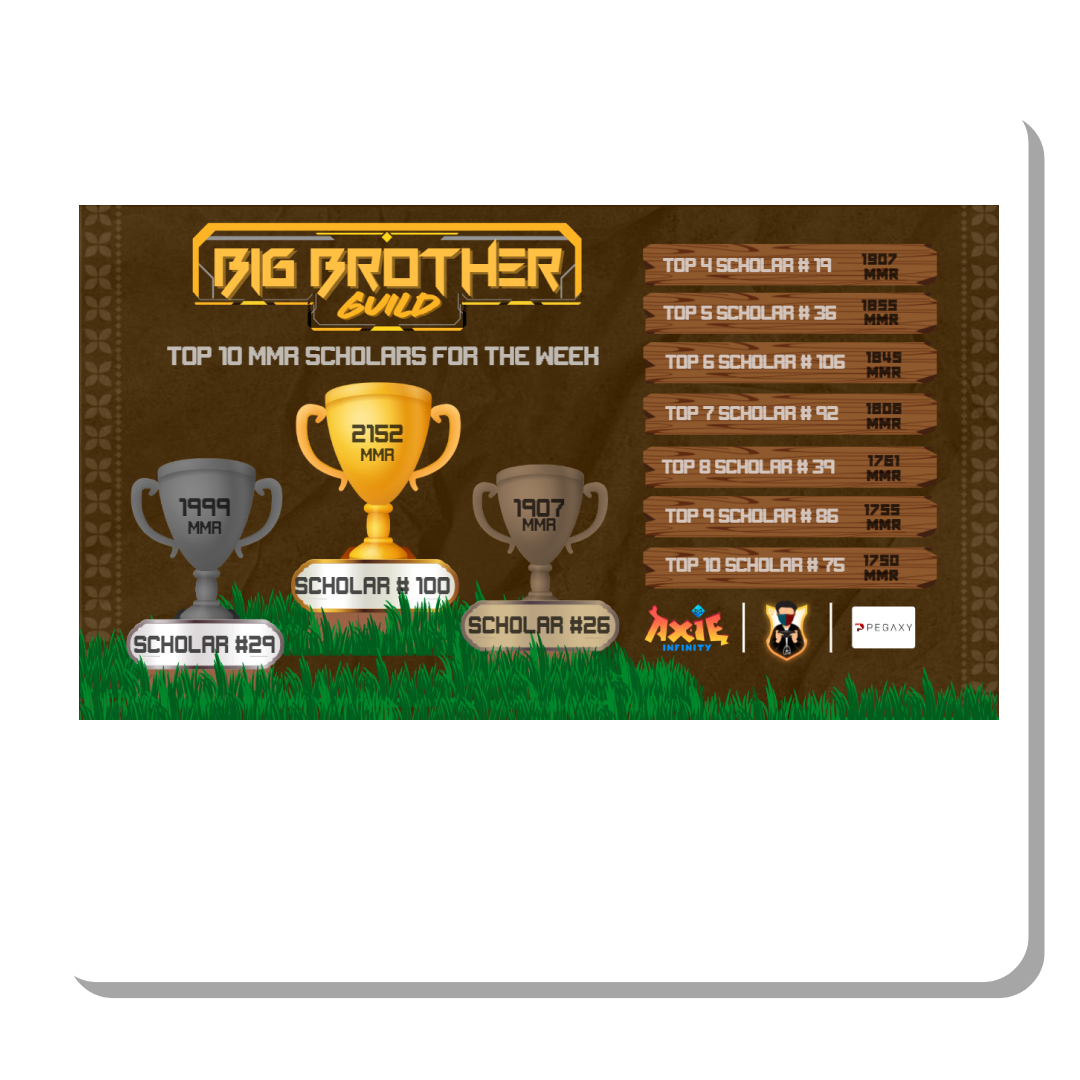 BIG BROTHER
GUILD
TOP 10 MMR SCHOLARS FOR THE WEEK
2152
MMR
SCHOLAR # 100
1999
MMR
SCHOLAR #29
1907
MMR
SCHOLAR #26
TOP 4 SCHOLAR # 19
1907
MMR
TOP 5 SCHOLAR # 36
1855
MMR
TOP 6 SCHOLAR # 106
1845
MMR
TOP 7 SCHOLAR # 92
1806
MMR
TOP 8 SCHOLAR # 39
1761
MMR
TOP 9 SCHOLAR # 86
1755
MMR
TOP 10 SCHOLAR # 75
1750
MMR
AXIE
INFINITY
PEGAXY